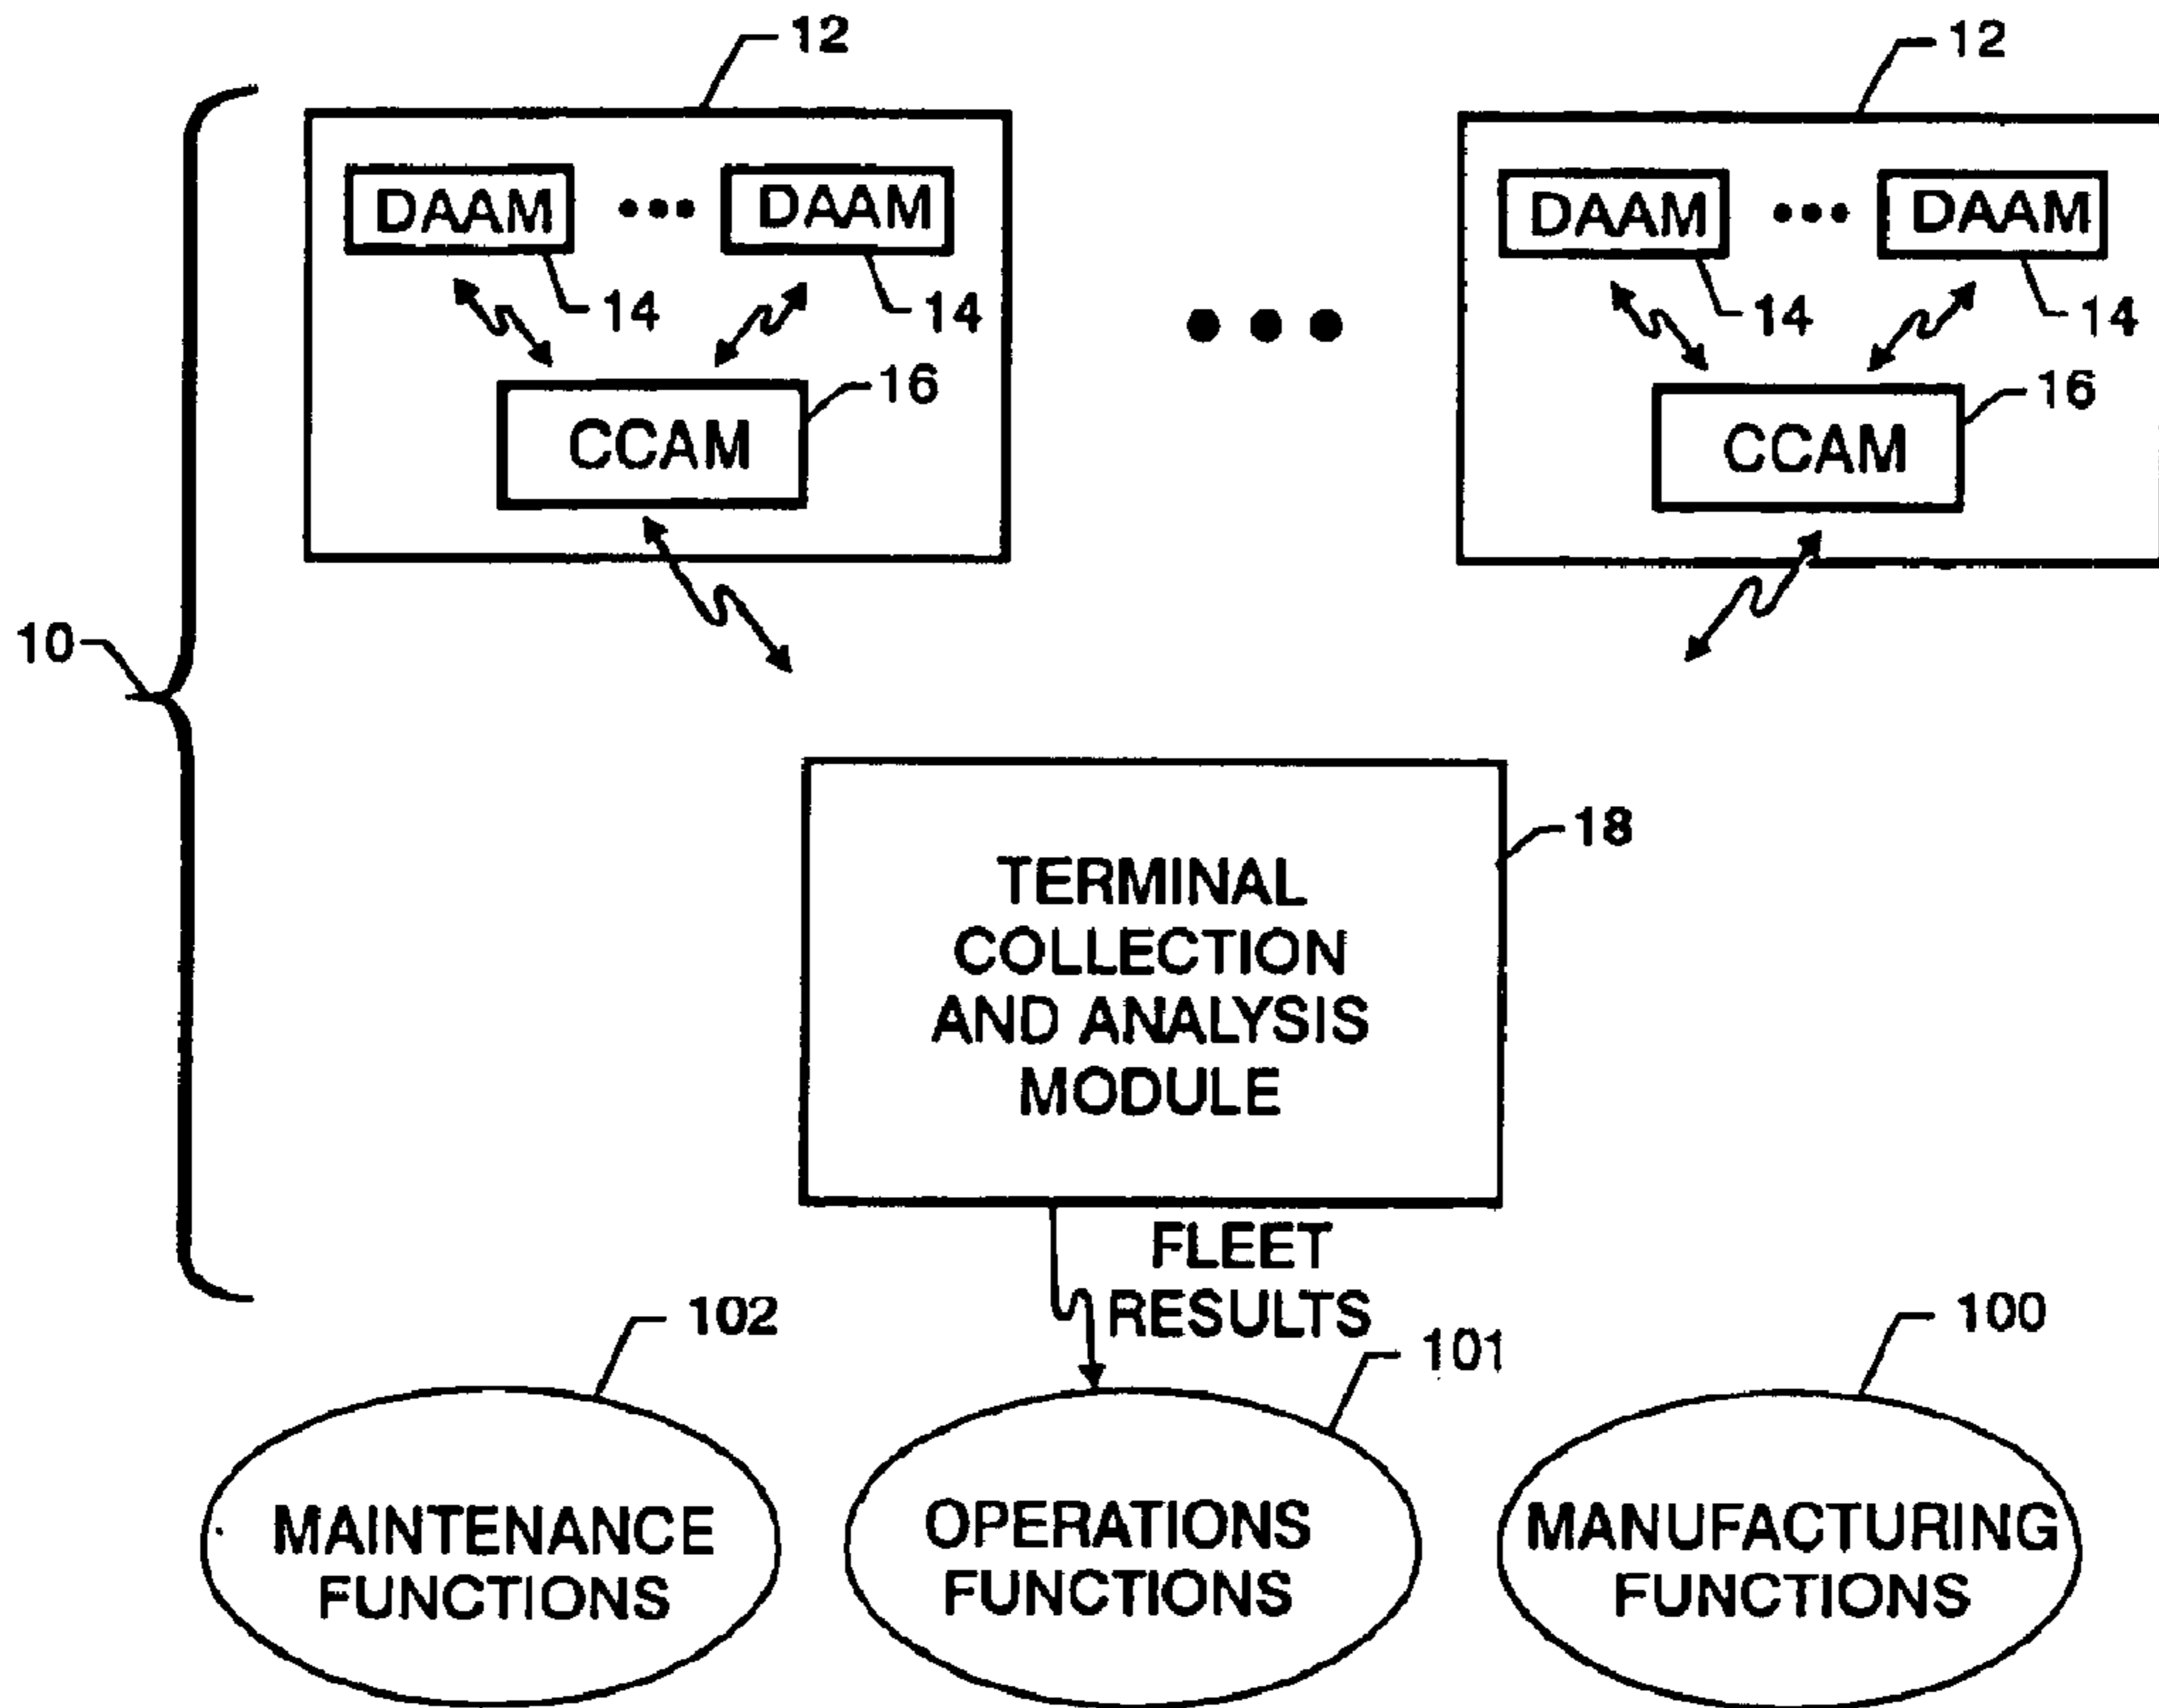 12
12
DAAM ••• DAAM
DAAM ••• DAAM
14
14
14
14
16
16
CCAM
CCAM
10
18
TERMINAL
COLLECTION
AND ANALYSIS
MODULE
FLEET
RESULTS
102
101
100
MAINTENANCE
FUNCTIONS
OPERATIONS
FUNCTIONS
MANUFACTURING
FUNCTIONS